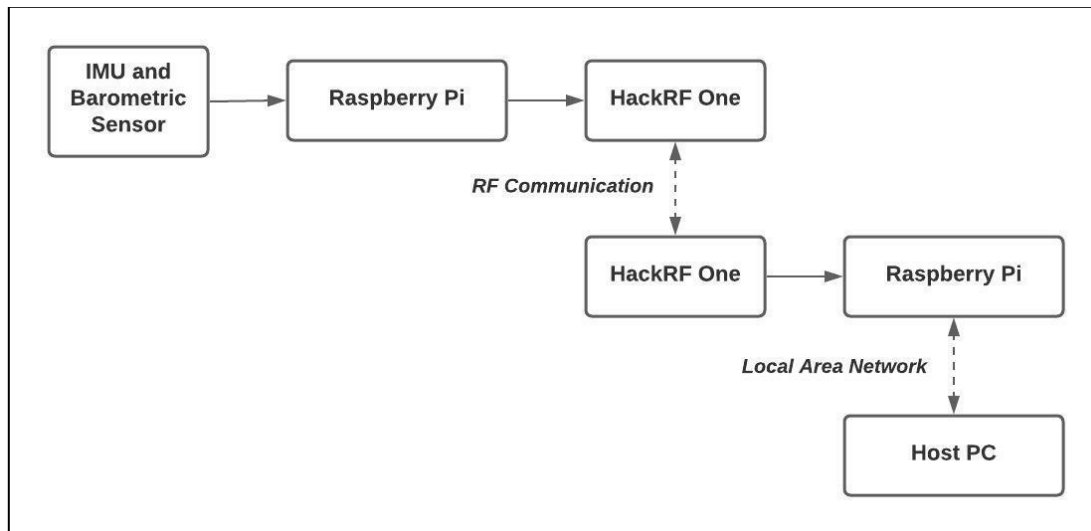 IMU and
Barometric
Sensor
Raspberry Pi
HackRF One
RF Communication
HackRF One
Raspberry Pi
Local Area Network
Host PC